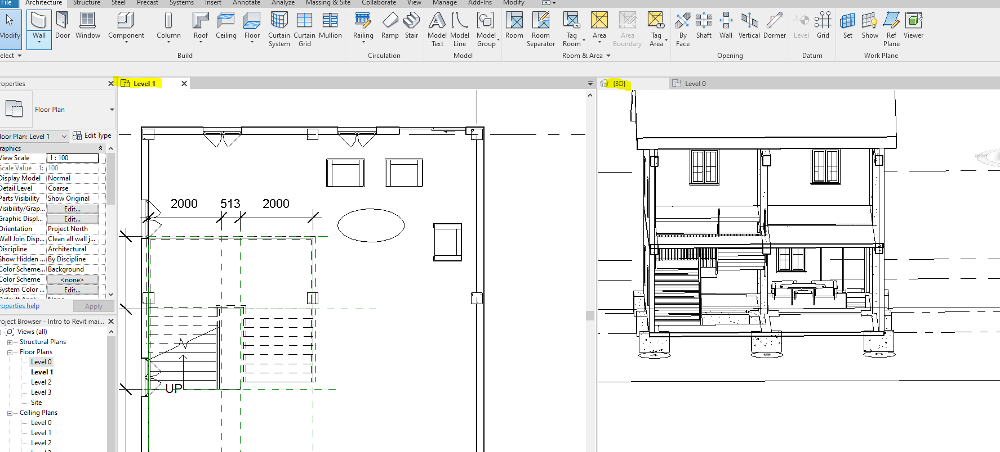 File Architecture Structure Steel Precast Systems Insert Annotate Analyze Massing & Site Collaborate View Manage Add-Ins Modify
Modify Wall Door Window Component Column Roof Ceiling Floor Curtain System Curtain Grid Mullion Railing Ramp Stair Model Text Model Line Model Group Room Room Separator Tag Room Area Area Boundary Tag Area By Face Shaft Wall Vertical Dormer Level Grid Set Show Ref Plane Viewer
elect Build Circulation Model Room & Area Opening Datum Work Plane
roperties
Level 1
{3D}
Level 0
Floor Plan
loor Plan: Level 1
Edit Type
raphics
View Scale 1 : 100
Scale Value 1: 100
Display Model Normal
Detail Level Coarse
Parts Visibility Show Original
Visibility/Grap... Edit...
Graphic Displ... Edit...
Orientation Project North
Wall Join Disp... Clean all wall j...
Discipline Architectural
Show Hidden ... By Discipline
Color Scheme... Background
Color Scheme <none>
System Color ... Edit...
roperties help
Apply
roject Browser - Intro to Revit mai...
Views (all)
Structural Plans
Floor Plans
Level 0
Level 1
Level 2
Level 3
Site
Ceiling Plans
Level 0
Level 1
Level 2
2000 513 2000
UP
4 5 6